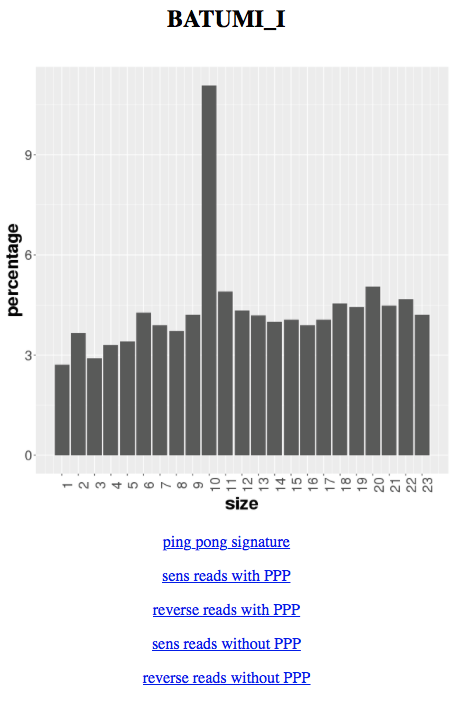 BATUMI_I
percentage
9
6
3
0
1 2 3 4 5 6 7 8 9 10 11 12 13 14 15 16 17 18 19 20 21 22 23
size
ping pong signature
sens reads with PPP
reverse reads with PPP
sens reads without PPP
reverse reads without PPP